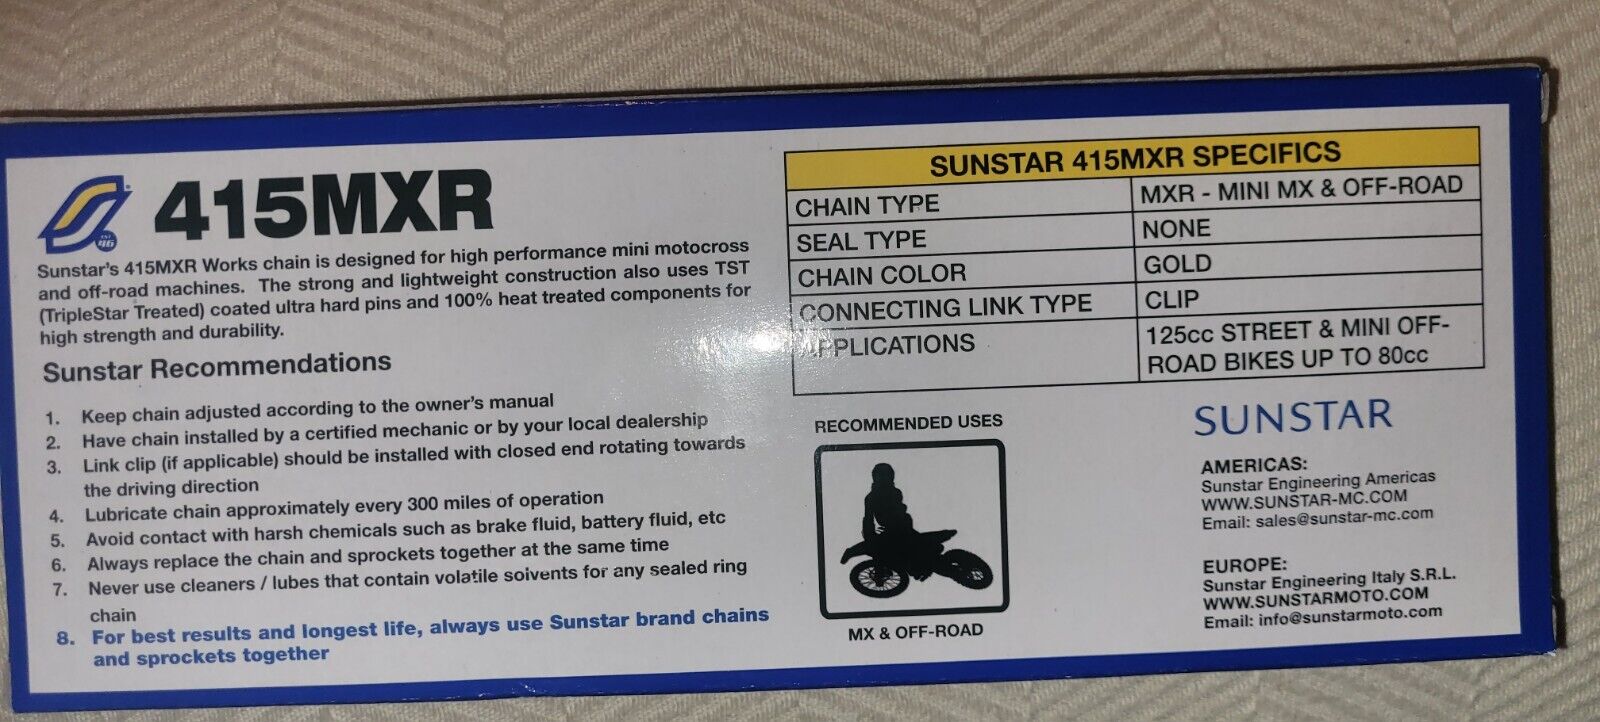 415MXR
EST
46
Sunstar's 415MXR Works chain is designed for high performance mini motocross
and off-road machines. The strong and lightweight construction also uses TST
(TripleStar Treated) coated ultra hard pins and 100% heat treated components for
high strength and durability.
Sunstar Recommendations
1. Keep chain adjusted according to the owner's manual
2. Have chain installed by a certified mechanic or by your local dealership
3. Link clip (if applicable) should be installed with closed end rotating towards
the driving direction
4. Lubricate chain approximately every 300 miles of operation
5. Avoid contact with harsh chemicals such as brake fluid, battery fluid, etc
6. Always replace the chain and sprockets together at the same time
7. Never use cleaners / lubes that contain volatile soivents for any sealed ring
chain
8. For best results and longest life, always use Sunstar brand chains
and sprockets together
SUNSTAR 415MXR SPECIFICS
CHAIN TYPE MXR - MINI MX & OFF-ROAD
SEAL TYPE NONE
CHAIN COLOR GOLD
CONNECTING LINK TYPE CLIP
APPLICATIONS 125cc STREET & MINI OFF-
ROAD BIKES UP TO 80cc
RECOMMENDED USES
MX & OFF-ROAD
SUNSTAR
AMERICAS:
Sunstar Engineering Americas
WWW.SUNSTAR-MC.COM
Email: sales@sunstar-mc.com
EUROPE:
Sunstar Engineering Italy S.R.L.
WWW.SUNSTARMOTO.COM
Email: info@sunstarmoto.com